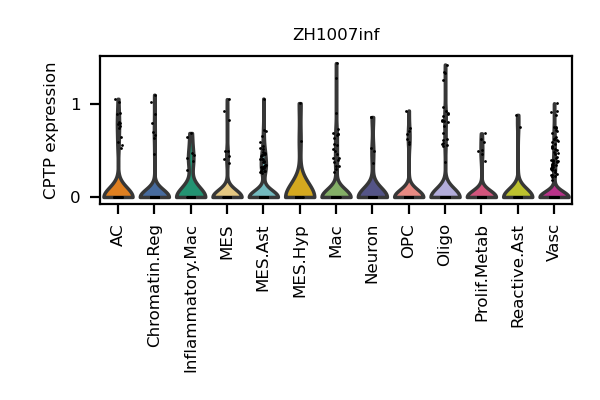 ZH1007inf
CPTP expression
1
0
AC
Chromatin.Reg
Inflammatory.Mac
MES
MES.Ast
MES.Hyp
Mac
Neuron
OPC
Oligo
Prolif.Metab
Reactive.Ast
Vasc